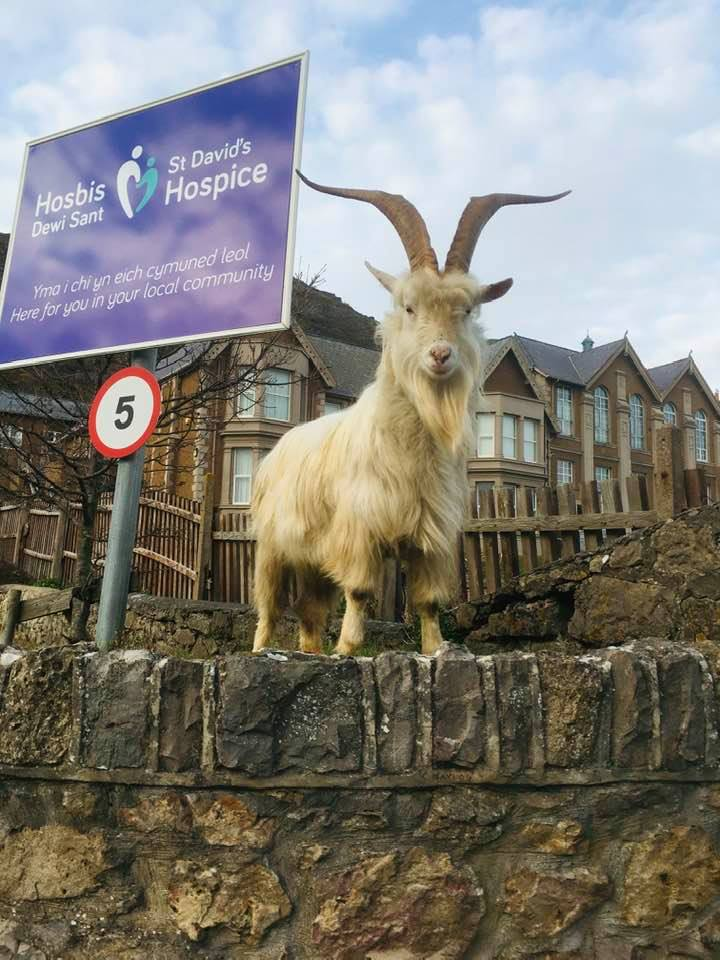 Hosbis
Dewi Sant
St David's
Hospice
Yma i chi yn eich cymuned leol
Here for you in your local community
5